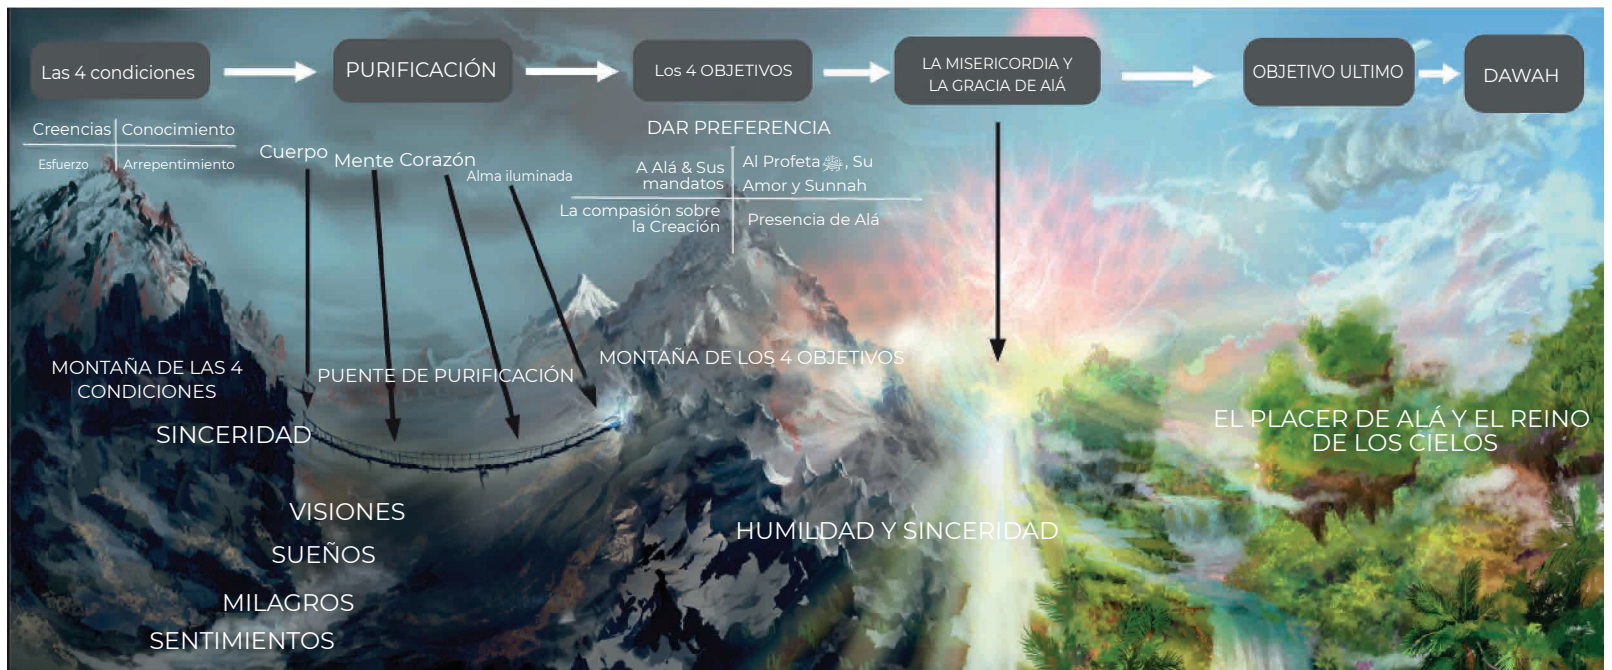 Las 4 condiciones
PURIFICACIÓN
Los 4 OBJETIVOS
LA MISERICORDIA Y
LA GRACIA DE AlÁ
OBJETIVO ULTIMO
DAWAH
Creencias
Conocimiento
Esfuerzo
Arrepentimiento
Cuerpo
Mente
Corazón
Alma iluminada
DAR PREFERENCIA
A Alá & Sus
mandatos
Al Profeta ﷺ, Su
Amor y Sunnah
La compasión sobre
la Creación
Presencia de Alá
MONTAÑA DE LAS 4
CONDICIONES
PUENTE DE PURIFICACIÓN
MONTAÑA DE LOS 4 OBJETIVOS
SINCERIDAD
EL PLACER DE ALÁ Y EL REINO
DE LOS CIELOS
VISIONES
SUEÑOS
MILAGROS
SENTIMIENTOS
HUMILDAD Y SINCERIDAD